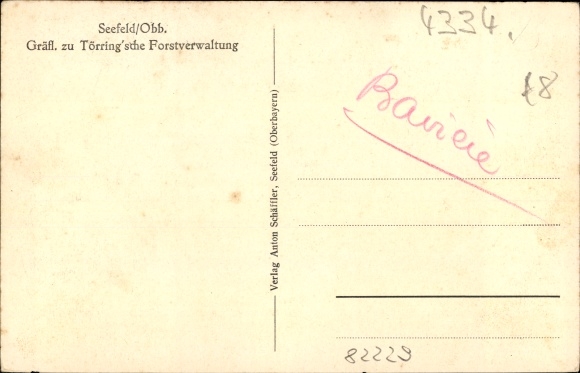 Seefeld/Obb.
Gräfl. zu Törring'sche Forstverwaltung
Verlag Anton Schäffler, Seefeld (Oberbayern)
4334.
18
Bavière
82229